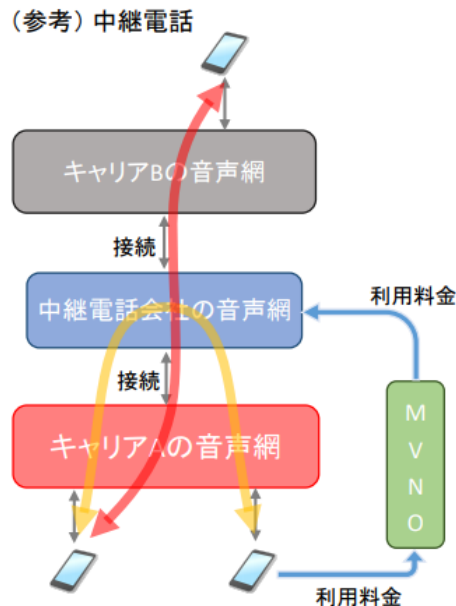 (参考) 中継電話
キャリアBの音声網
接続
中継電話会社の音声網
利用料金
接続
キャリアAの音声網
MVNO
利用料金